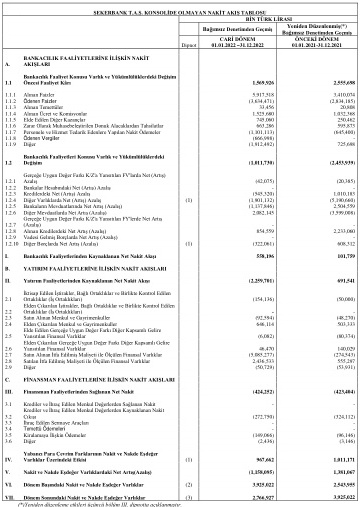 ŞEKERBANK T.A.Ş. KONSOLİDE OLMAYAN NAKİT AKIŞ TABLOSU
BİN TÜRK LİRASI
Bağımsız Denetimden Geçmiş Yeniden Düzenlenmiş(*) Bağımsız Denetimden Geçmiş
CARİ DÖNEM ÖNCEKİ DÖNEM
Dipnot 01.01.2022 -31.12.2022 01.01.2021-31.12.2021
A. BANKACILIK FAALİYETLERİNE İLİŞKİN NAKİT AKIŞLARI
1.1 Bankacılık Faaliyet Konusu Varlık ve Yükümlülüklerdeki Değişim Öncesi Faaliyet Kârı 1.569.926 2.555.698
1.1.1 Alınan Faizler 5.917.518 3.410.074
1.1.2 Ödenen Faizler (3.634.471) (2.834.185)
1.1.3 Alınan Temettüler 33.456 20.808
1.1.4 Alınan Ücret ve Komisyonlar 1.525.680 1.032.368
1.1.5 Elde Edilen Diğer Kazançlar 745.060 250.462
1.1.6 Zarar Olarak Muhasebeleştirilen Donuk Alacaklardan Tahsilatlar 663.286 595.873
1.1.7 Personele ve Hizmet Tedarik Edenlere Yapılan Nakit Ödemeler (1.101.113) (645.400)
1.1.8 Ödenen Vergiler (666.998) -
1.1.9 Diğer (1.912.492) 725.698
1.2 Bankacılık Faaliyetleri Konusu Varlık ve Yükümlülüklerdeki Değişim (1.011.730) (2.453.939)
Gerçeğe Uygun Değer Farkı K/Z'a Yansıtılan FV'larda Net (Artış)
1.2.1 Azalış (42.075) (20.385)
1.2.2 Bankalar Hesabındaki Net (Artış) Azalış - -
1.2.3 Kredilerdeki Net (Artış) Azalış (945.320) 1.010.183
1.2.4 Diğer Varlıklarda Net (Artış) Azalış (1) (1.901.132) (5.180.660)
1.2.5 Bankaların Mevduatlarında Net Artış (Azalış) (1.137.846) 2.504.559
1.2.6 Diğer Mevduatlarda Net Artış (Azalış) 2.082.145 (3.599.008)
Gerçeğe Uygun Değer Farkı K/Z'a Yansıtılan FY'lerde Net Artış
1.2.7 (Azalış) - -
1.2.8 Alınan Kredilerdeki Net Artış (Azalış) 854.559 2.233.060
1.2.9 Vadesi Gelmiş Borçlarda Net Artış (Azalış) - -
1.2.10 Diğer Borçlarda Net Artış (Azalış) (1) (322.061) 608.312
I. Bankacılık Faaliyetlerinden Kaynaklanan Net Nakit Akışı 558.196 101.759
B. YATIRIM FAALİYETLERİNE İLİŞKİN NAKİT AKIŞLARI
II. Yatırım Faaliyetlerinden Kaynaklanan Net Nakit Akışı (2.259.701) 691.541
İktisap Edilen İştirakler, Bağlı Ortaklıklar ve Birlikte Kontrol Edilen
2.1 Ortaklıklar (İş Ortaklıkları) (154.136) (50.000)
Elden Çıkarılan İştirakler, Bağlı Ortaklıklar ve Birlikte Kontrol Edilen
2.2 Ortaklıklar (İş Ortaklıkları) - -
2.3 Satın Alınan Menkul ve Gayrimenkuller (92.594) (48.270)
2.4 Elden Çıkarılan Menkul ve Gayrimenkuller 646.114 503.333
Elde Edilen Gerçeğe Uygun Değer Farkı Diğer Kapsamlı Gelire
2.5 Yansıtılan Finansal Varlıklar (6.082) (80.374)
Elden Çıkarılan Gerçeğe Uygun Değer Farkı Diğer Kapsamlı Gelire
2.6 Yansıtılan Finansal Varlıklar 46.470 140.029
2.7 Satın Alınan İtfa Edilmiş Maliyeti ile Ölçülen Finansal Varlıklar (5.085.277) (274.543)
2.8 Satılan İtfa Edilmiş Maliyeti ile Ölçülen Finansal Varlıklar 2.436.533 555.287
2.9 Diğer (50.729) (53.931)
C. FİNANSMAN FAALİYETLERİNE İLİŞKİN NAKİT AKIŞLARI
III. Finansman Faaliyetlerinden Sağlanan Net Nakit (424.252) (423.404)
3.1 Krediler ve İhraç Edilen Menkul Değerlerden Sağlanan Nakit - -
Krediler ve İhraç Edilen Menkul Değerlerden Kaynaklanan Nakit
3.2 Çıkışı (272.750) (324.112)
3.3 İhraç Edilen Sermaye Araçları - -
3.4 Temettü Ödemeleri - -
3.5 Kiralamaya İlişkin Ödemeler (149.066) (96.146)
3.6 Diğer (2.436) (3.146)
IV. Yabancı Para Çevrim Farklarının Nakit ve Nakde Eşdeğer Varlıklar Üzerindeki Etkisi (1) 967.662 1.011.171
V. Nakit ve Nakde Eşdeğer Varlıklardaki Net Artış(Azalış) (1.158.095) 1.381.067
VI. Dönem Başındaki Nakit ve Nakde Eşdeğer Varlıklar (2) 3.925.022 2.543.955
VII. Dönem Sonundaki Nakit ve Nakde Eşdeğer Varlıklar (3) 2.766.927 3.925.022
(*)Yeniden düzenleme etkileri üçüncü bölüm III. dipnotta açıklanmıştır.